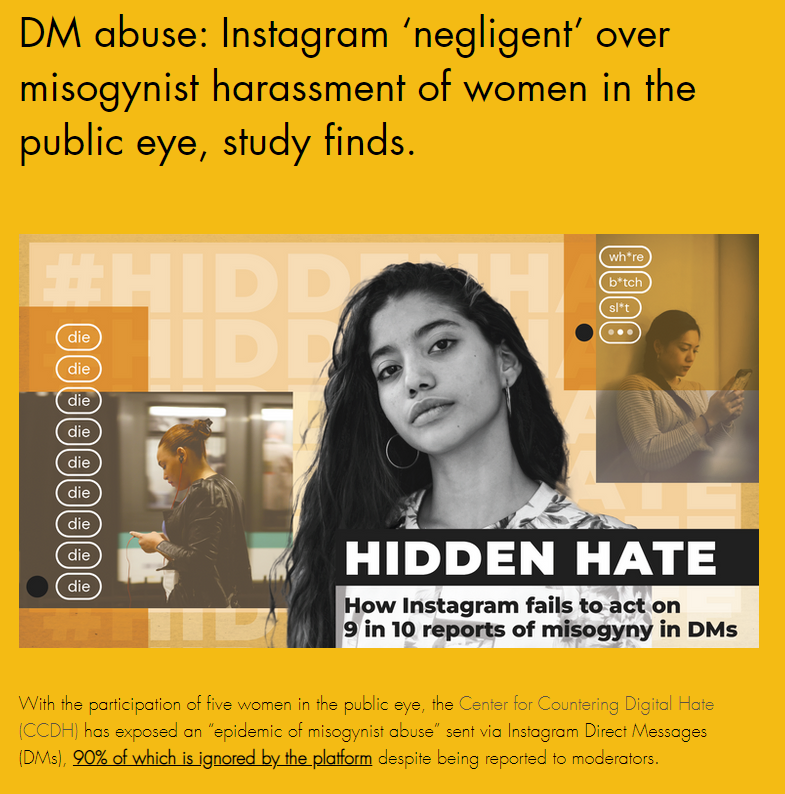 DM abuse: Instagram ‘negligent’ over
misogynist harassment of women in the
public eye, study finds.
die
die
die
die
die
die
die
die
die
wh*re
b*tch
sl*t
HIDDEN HATE
How Instagram fails to act on
9 in 10 reports of misogyny in DMs
With the participation of five women in the public eye, the Center for Countering Digital Hate
(CCDH) has exposed an “epidemic of misogynist abuse” sent via Instagram Direct Messages
(DMs), 90% of which is ignored by the platform despite being reported to moderators.